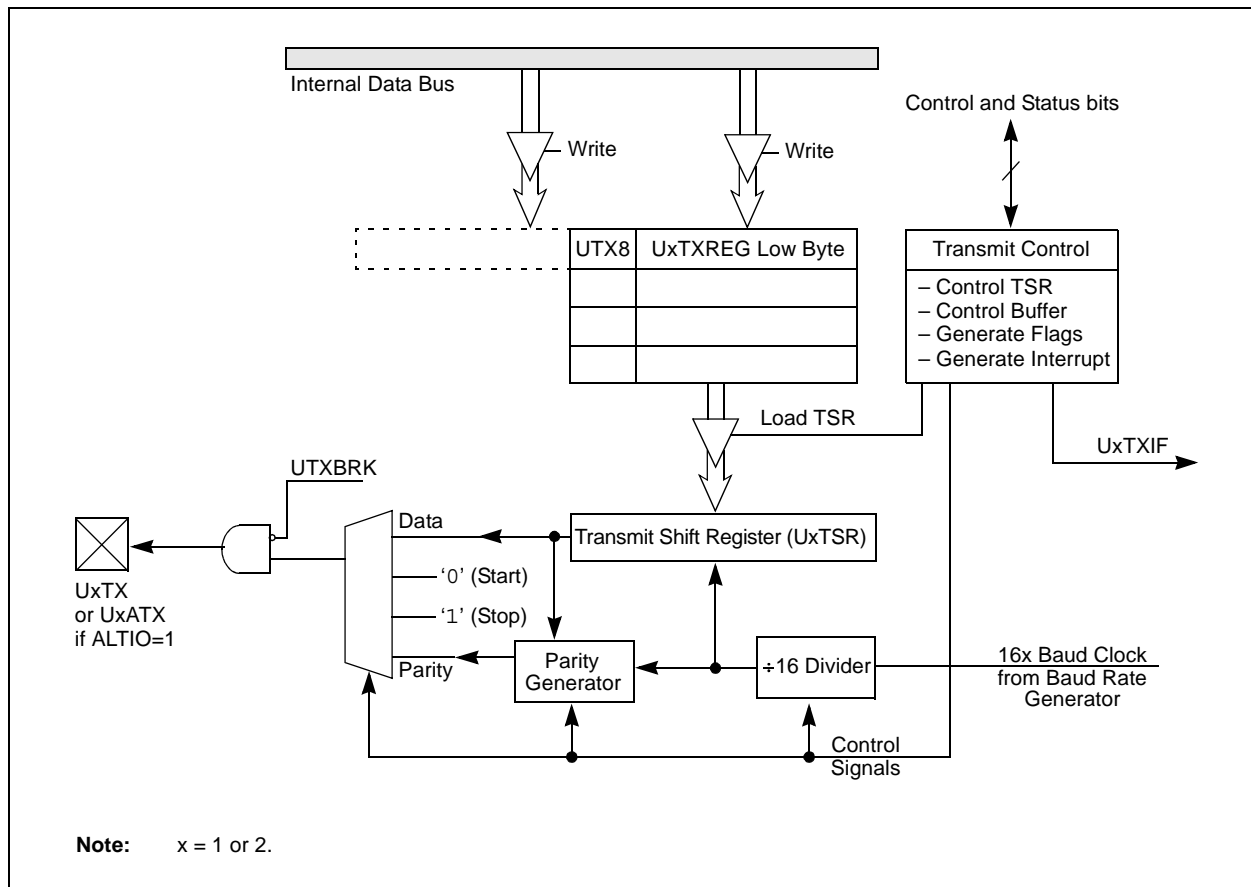 Internal Data Bus
Control and Status bits
Write
Write
UTX8
UxTXREG Low Byte
Transmit Control
– Control TSR
– Control Buffer
– Generate Flags
– Generate Interrupt
Load TSR
UxTXIF
UTXBRK
Data
Transmit Shift Register (UxTSR)
‘0’ (Start)
‘1’ (Stop)
UxTX
or UxATX
if ALTIO=1
Parity
Parity
Generator
÷16 Divider
16x Baud Clock
from Baud Rate
Generator
Control
Signals
Note: x = 1 or 2.